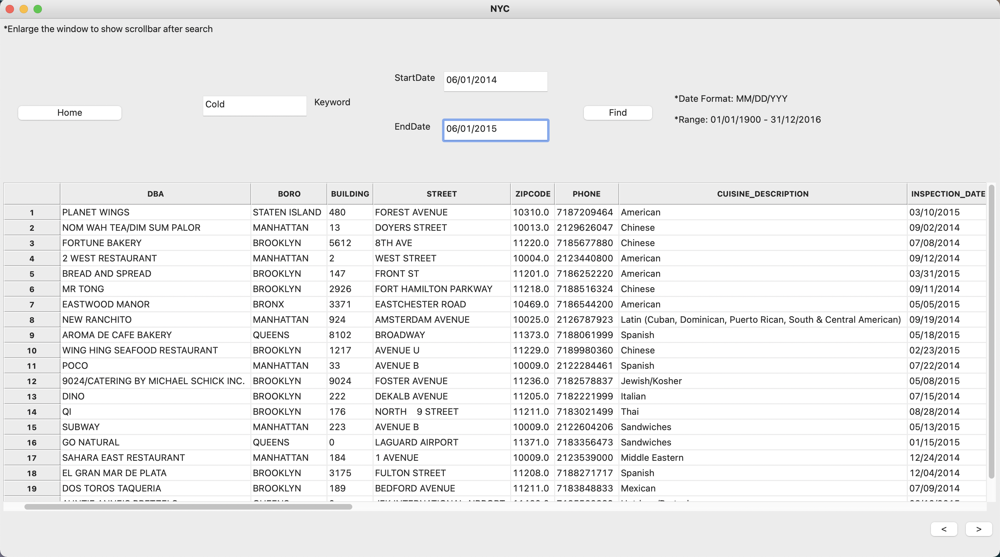 NYC
*Enlarge the window to show scrollbar after search
StartDate 06/01/2014
Home Cold Keyword Find *Date Format: MM/DD/YYY
*Range: 01/01/1900 - 31/12/2016
EndDate 06/01/2015
DBA BORO BUILDING STREET ZIPCODE PHONE CUISINE_DESCRIPTION INSPECTION_DATE
1 PLANET WINGS STATEN ISLAND 480 FOREST AVENUE 10310.0 7187209464 American 03/10/2015
2 NOM WAH TEA/DIM SUM PALOR MANHATTAN 13 DOYERS STREET 10013.0 2129626047 Chinese 09/02/2014
3 FORTUNE BAKERY BROOKLYN 5612 8TH AVE 11220.0 7185677880 Chinese 07/08/2014
4 2 WEST RESTAURANT MANHATTAN 2 WEST STREET 10004.0 2123440800 American 09/12/2014
5 BREAD AND SPREAD BROOKLYN 147 FRONT ST 11201.0 7186252220 American 03/31/2015
6 MR TONG BROOKLYN 2926 FORT HAMILTON PARKWAY 11218.0 7188516324 Chinese 09/11/2014
7 EASTWOOD MANOR BRONX 3371 EASTCHESTER ROAD 10469.0 7186544200 American 05/05/2015
8 NEW RANCHITO MANHATTAN 924 AMSTERDAM AVENUE 10025.0 2126787923 Latin (Cuban, Dominican, Puerto Rican, South & Central American) 09/19/2014
9 AROMA DE CAFE BAKERY QUEENS 8102 BROADWAY 11373.0 7188061999 Spanish 05/18/2015
10 WING HING SEAFOOD RESTAURANT BROOKLYN 1217 AVENUE U 11229.0 7189980360 Chinese 02/23/2015
11 POCO MANHATTAN 33 AVENUE B 10009.0 2122284461 Spanish 07/22/2014
12 9024/CATERING BY MICHAEL SCHICK INC. BROOKLYN 9024 FOSTER AVENUE 11236.0 7182578837 Jewish/Kosher 05/08/2015
13 DINO BROOKLYN 222 DEKALB AVENUE 11205.0 7182221999 Italian 07/15/2014
14 QI BROOKLYN 176 NORTH 9 STREET 11211.0 7183021499 Thai 08/28/2014
15 SUBWAY MANHATTAN 223 AVENUE B 10009.0 2122604206 Sandwiches 05/13/2015
16 GO NATURAL QUEENS 0 LAGUARD AIRPORT 11371.0 7183356473 Sandwiches 01/15/2015
17 SAHARA EAST RESTAURANT MANHATTAN 184 1 AVENUE 10009.0 2123539000 Middle Eastern 12/24/2014
18 EL GRAN MAR DE PLATA BROOKLYN 3175 FULTON STREET 11208.0 7188271717 Spanish 12/04/2014
19 DOS TOROS TAQUERIA BROOKLYN 189 BEDFORD AVENUE 11211.0 7183848833 Mexican 07/09/2014
< >